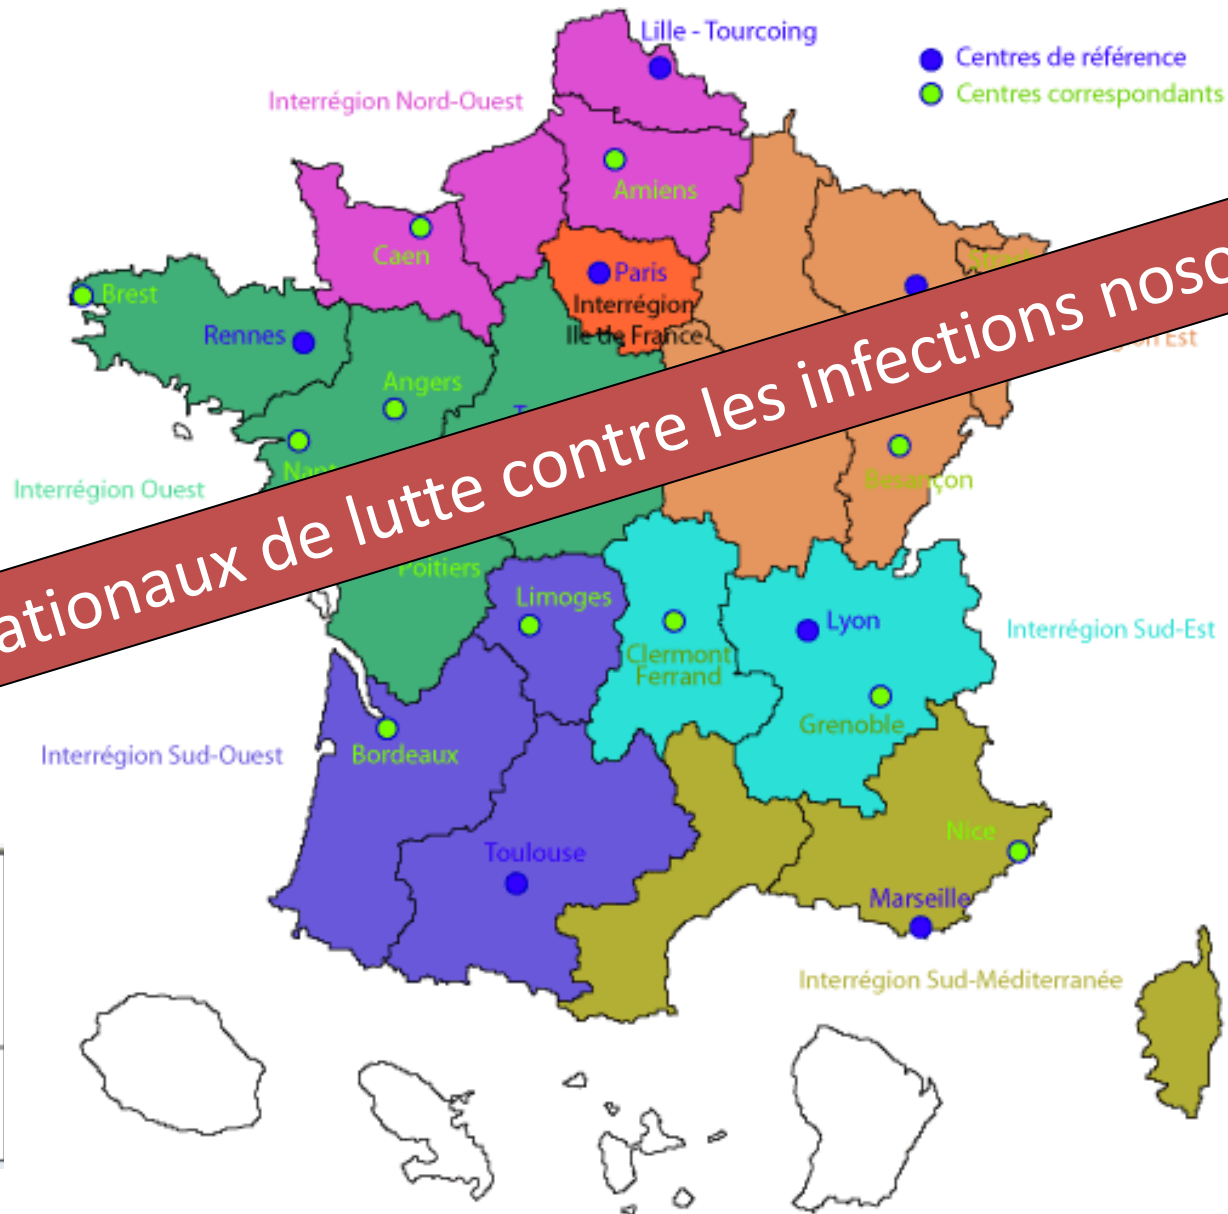 Lille - Tourcoing
Centres de référence
Centres correspondants
Interrégion Nord-Ouest
Amiens
Caen
Paris
Interrégion
Ile de France
Brest
Rennes
Angers
Besançon
Interrégion Ouest
ationaux de lutte contre les infections noso
Poitiers
Limoges
Clermont
Ferrand
Lyon
Interrégion Sud-Est
Grenoble
Bordeaux
Interrégion Sud-Ouest
Toulouse
Nice
Marseille
Interrégion Sud-Méditerranée